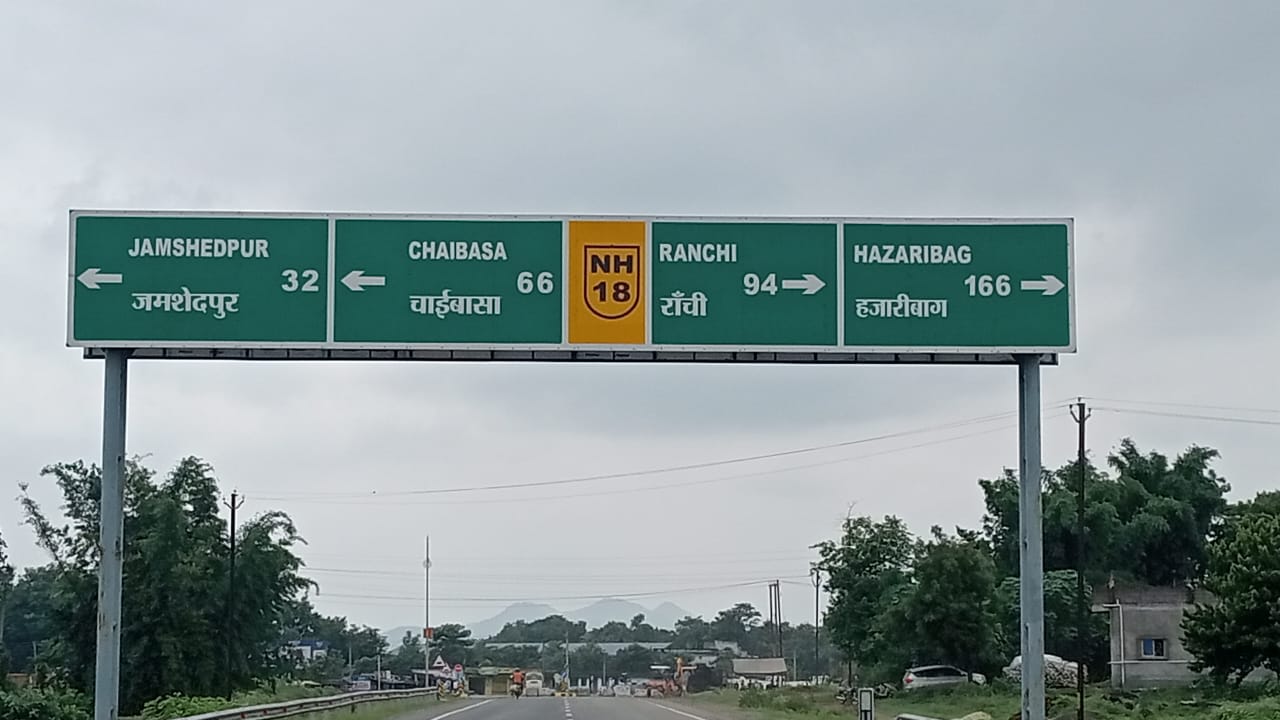 JAMSHEDPUR
32
जमशेदपुर
CHAIBASA
66
चाईबासा
NH
18
RANCHI
94
राँची
HAZARIBAG
166
हजारीबाग